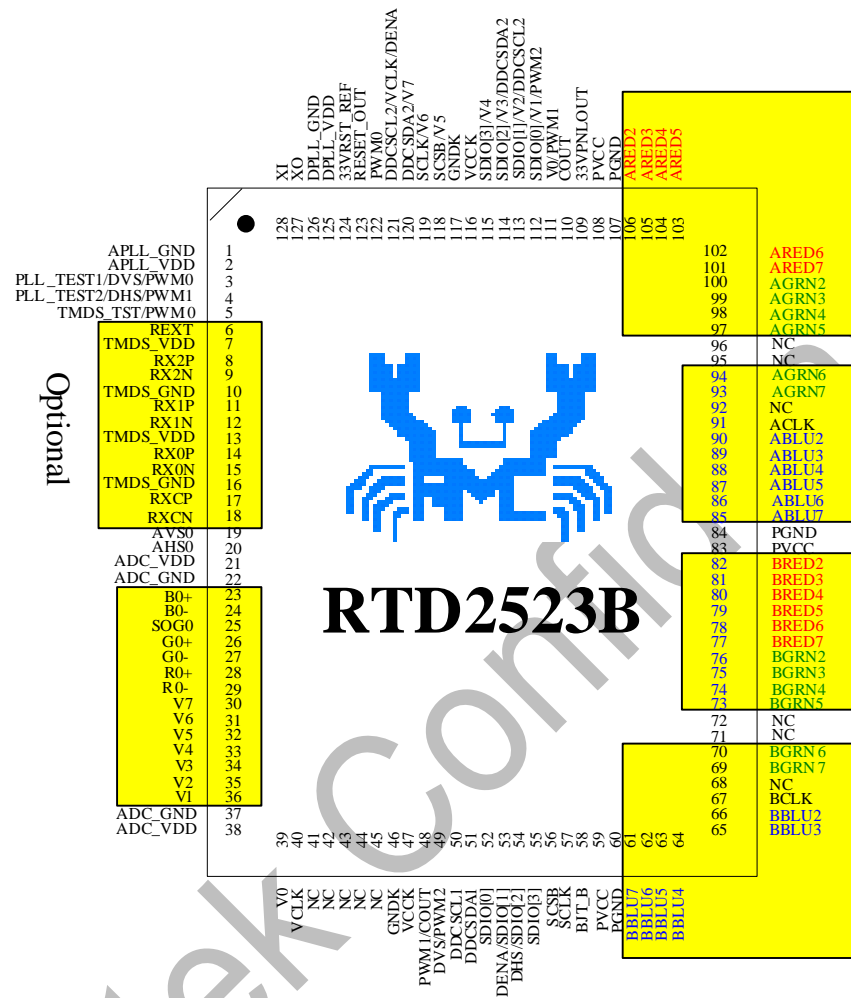 XI
XO
DPLL_GND
DPLL_VDD
33VRST_REF
RESET_OUT
PWM0
DDCSCL2/VCLK/DENA
DDCSDA2/V7
SCLK/V6
SCSB/V5
GNDK
VCCK
SDIO[3]/V4
SDIO[2]/V3/DDCSDA2
SDIO[1]/V2/DDCSCL2
SDIO[0]/V1/PWM2
V0/PWM1
COUT
33VPNLOUT
PVCC
PGND
ARED2
ARED3
ARED4
ARED5
128
127
126
125
124
123
122
121
120
119
118
117
116
115
114
113
112
111
110
109
108
107
106
105
104
103
APLL_GND 1
APLL_VDD 2
PLL_TEST1/DVS/PWM0 3
PLL_TEST2/DHS/PWM1 4
TMDS_TST/PWM0 5
REXT 6
TMDS_VDD 7
RX2P 8
RX2N 9
TMDS_GND 10
RX1P 11
RX1N 12
TMDS_VDD 13
RX0P 14
RX0N 15
TMDS_GND 16
RXCP 17
RXCN 18
AVS0 19
AHS0 20
ADC_VDD 21
ADC_GND 22
B0+ 23
B0- 24
SOG0 25
G0+ 26
G0- 27
R0+ 28
R0- 29
V7 30
V6 31
V5 32
V4 33
V3 34
V2 35
V1 36
ADC_GND 37
ADC_VDD 38
Optional
RTD2523B
102 ARED6
101 ARED7
100 AGRN2
99 AGRN3
98 AGRN4
97 AGRN5
96 NC
95 NC
94 AGRN6
93 AGRN7
92 NC
91 ACLK
90 ABLU2
89 ABLU3
88 ABLU4
87 ABLU5
86 ABLU6
85 ABLU7
84 PGND
83 PVCC
82 BRED2
81 BRED3
80 BRED4
79 BRED5
78 BRED6
77 BRED7
76 BGRN2
75 BGRN3
74 BGRN4
73 BGRN5
72 NC
71 NC
70 BGRN6
69 BGRN7
68 NC
67 BCLK
66 BBLU2
65 BBLU3
39
40
41
42
43
44
45
46
47
48
49
50
51
52
53
54
55
56
57
58
59
60
61
62
63
64
V0
VCLK
NC
NC
NC
NC
NC
GNDK
VCCK
PWM1/COUT
DVS/PWM2
DDCSCL1
DDCSDA1
SDIO[0]
DENA/SDIO[1]
DHS/SDIO[2]
SDIO[3]
SCSB
SCLK
BJT_B
PVCC
PGND
BBLU7
BBLU6
BBLU5
BBLU4
tek Confid